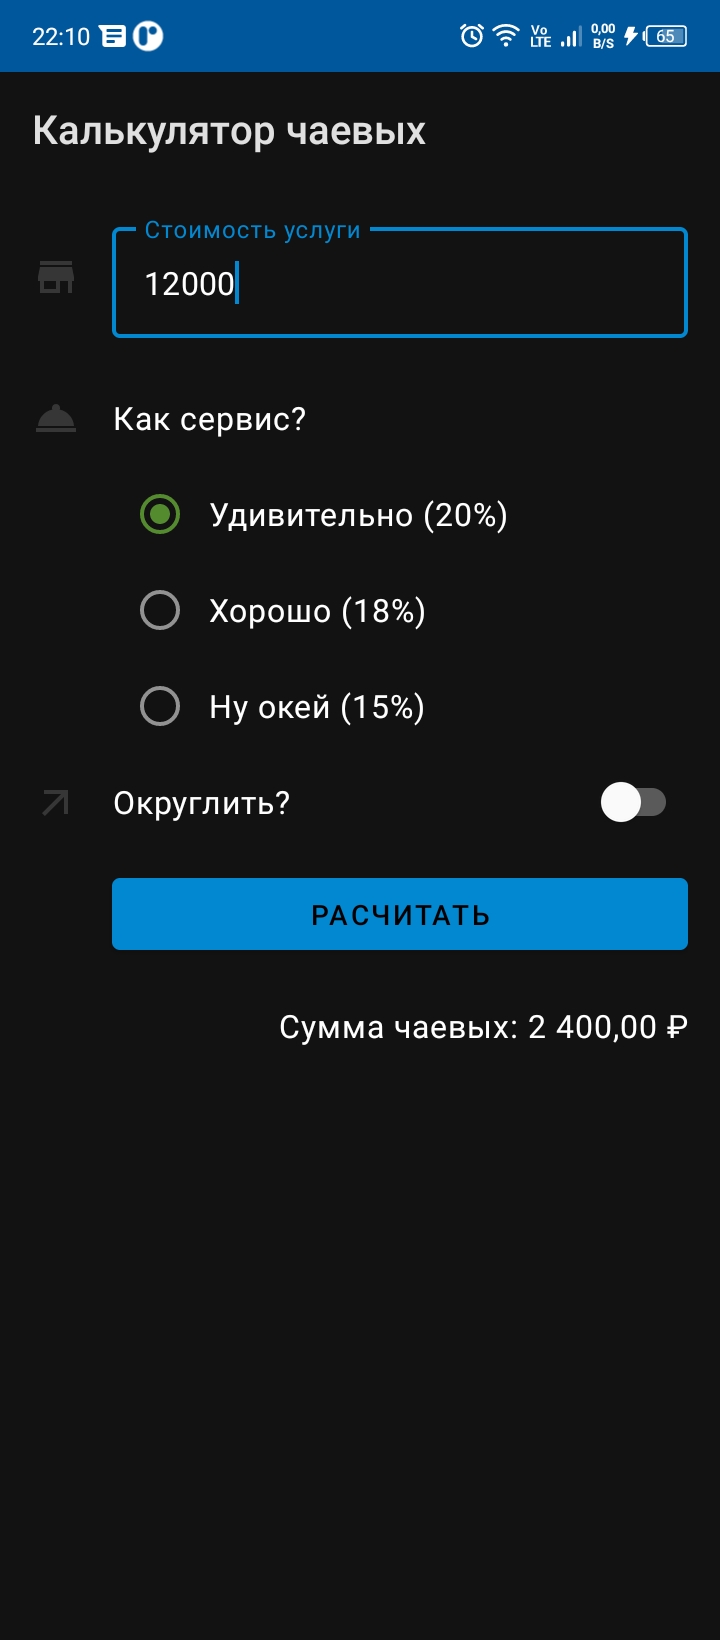 22:10 Vo LTE 0,00 B/S 65
Калькулятор чаевых
Стоимость услуги
12000
Как сервис?
Удивительно (20%)
Хорошо (18%)
Ну окей (15%)
Округлить?
РАСЧИТАТЬ
Сумма чаевых: 2 400,00 ₽